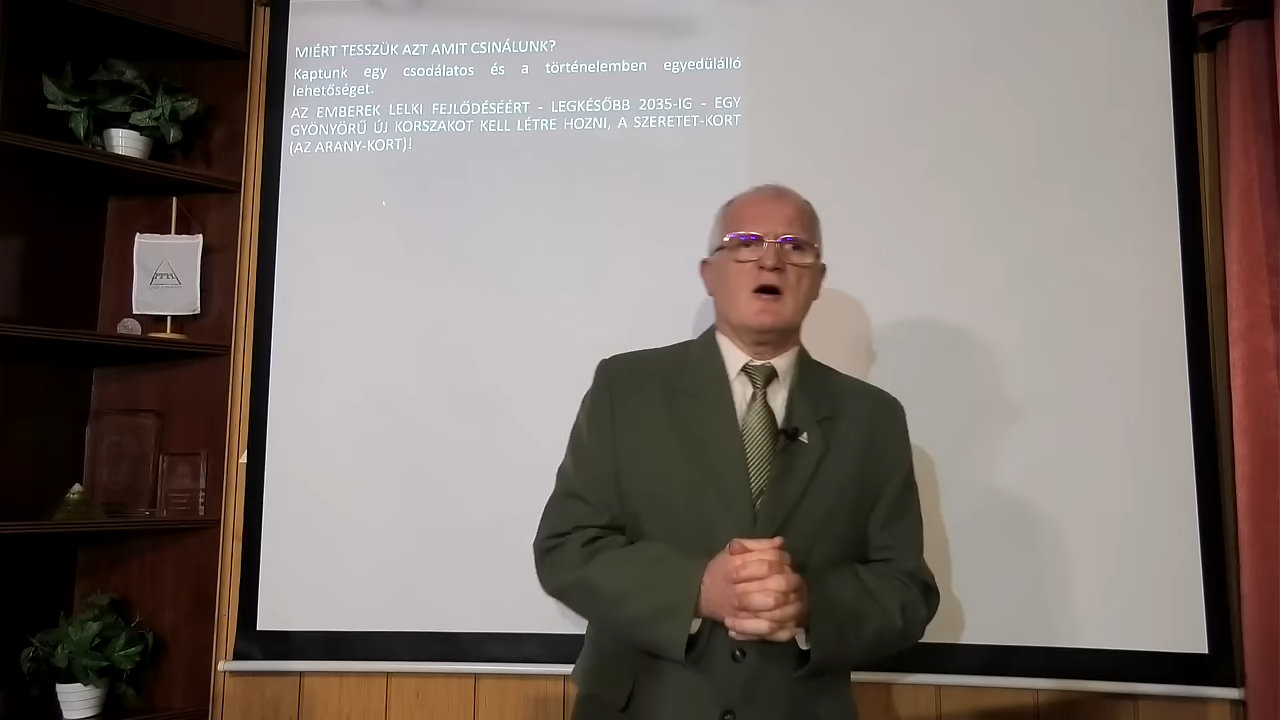 MIÉRT TESSZÜK AZT AMIT CSINÁLUNK?
Kaptunk egy csodálatos és a történelemben egyedülálló
lehetőséget.
AZ EMBEREK LELKI FEJLŐDÉSÉÉRT - LEGKÉSŐBB 2035-IG - EGY
GYÖNYÖRŰ ÚJ KORSZAKOT KELL LÉTRE HOZNI, A SZERETET-KORT
(AZ ARANY-KORT)!